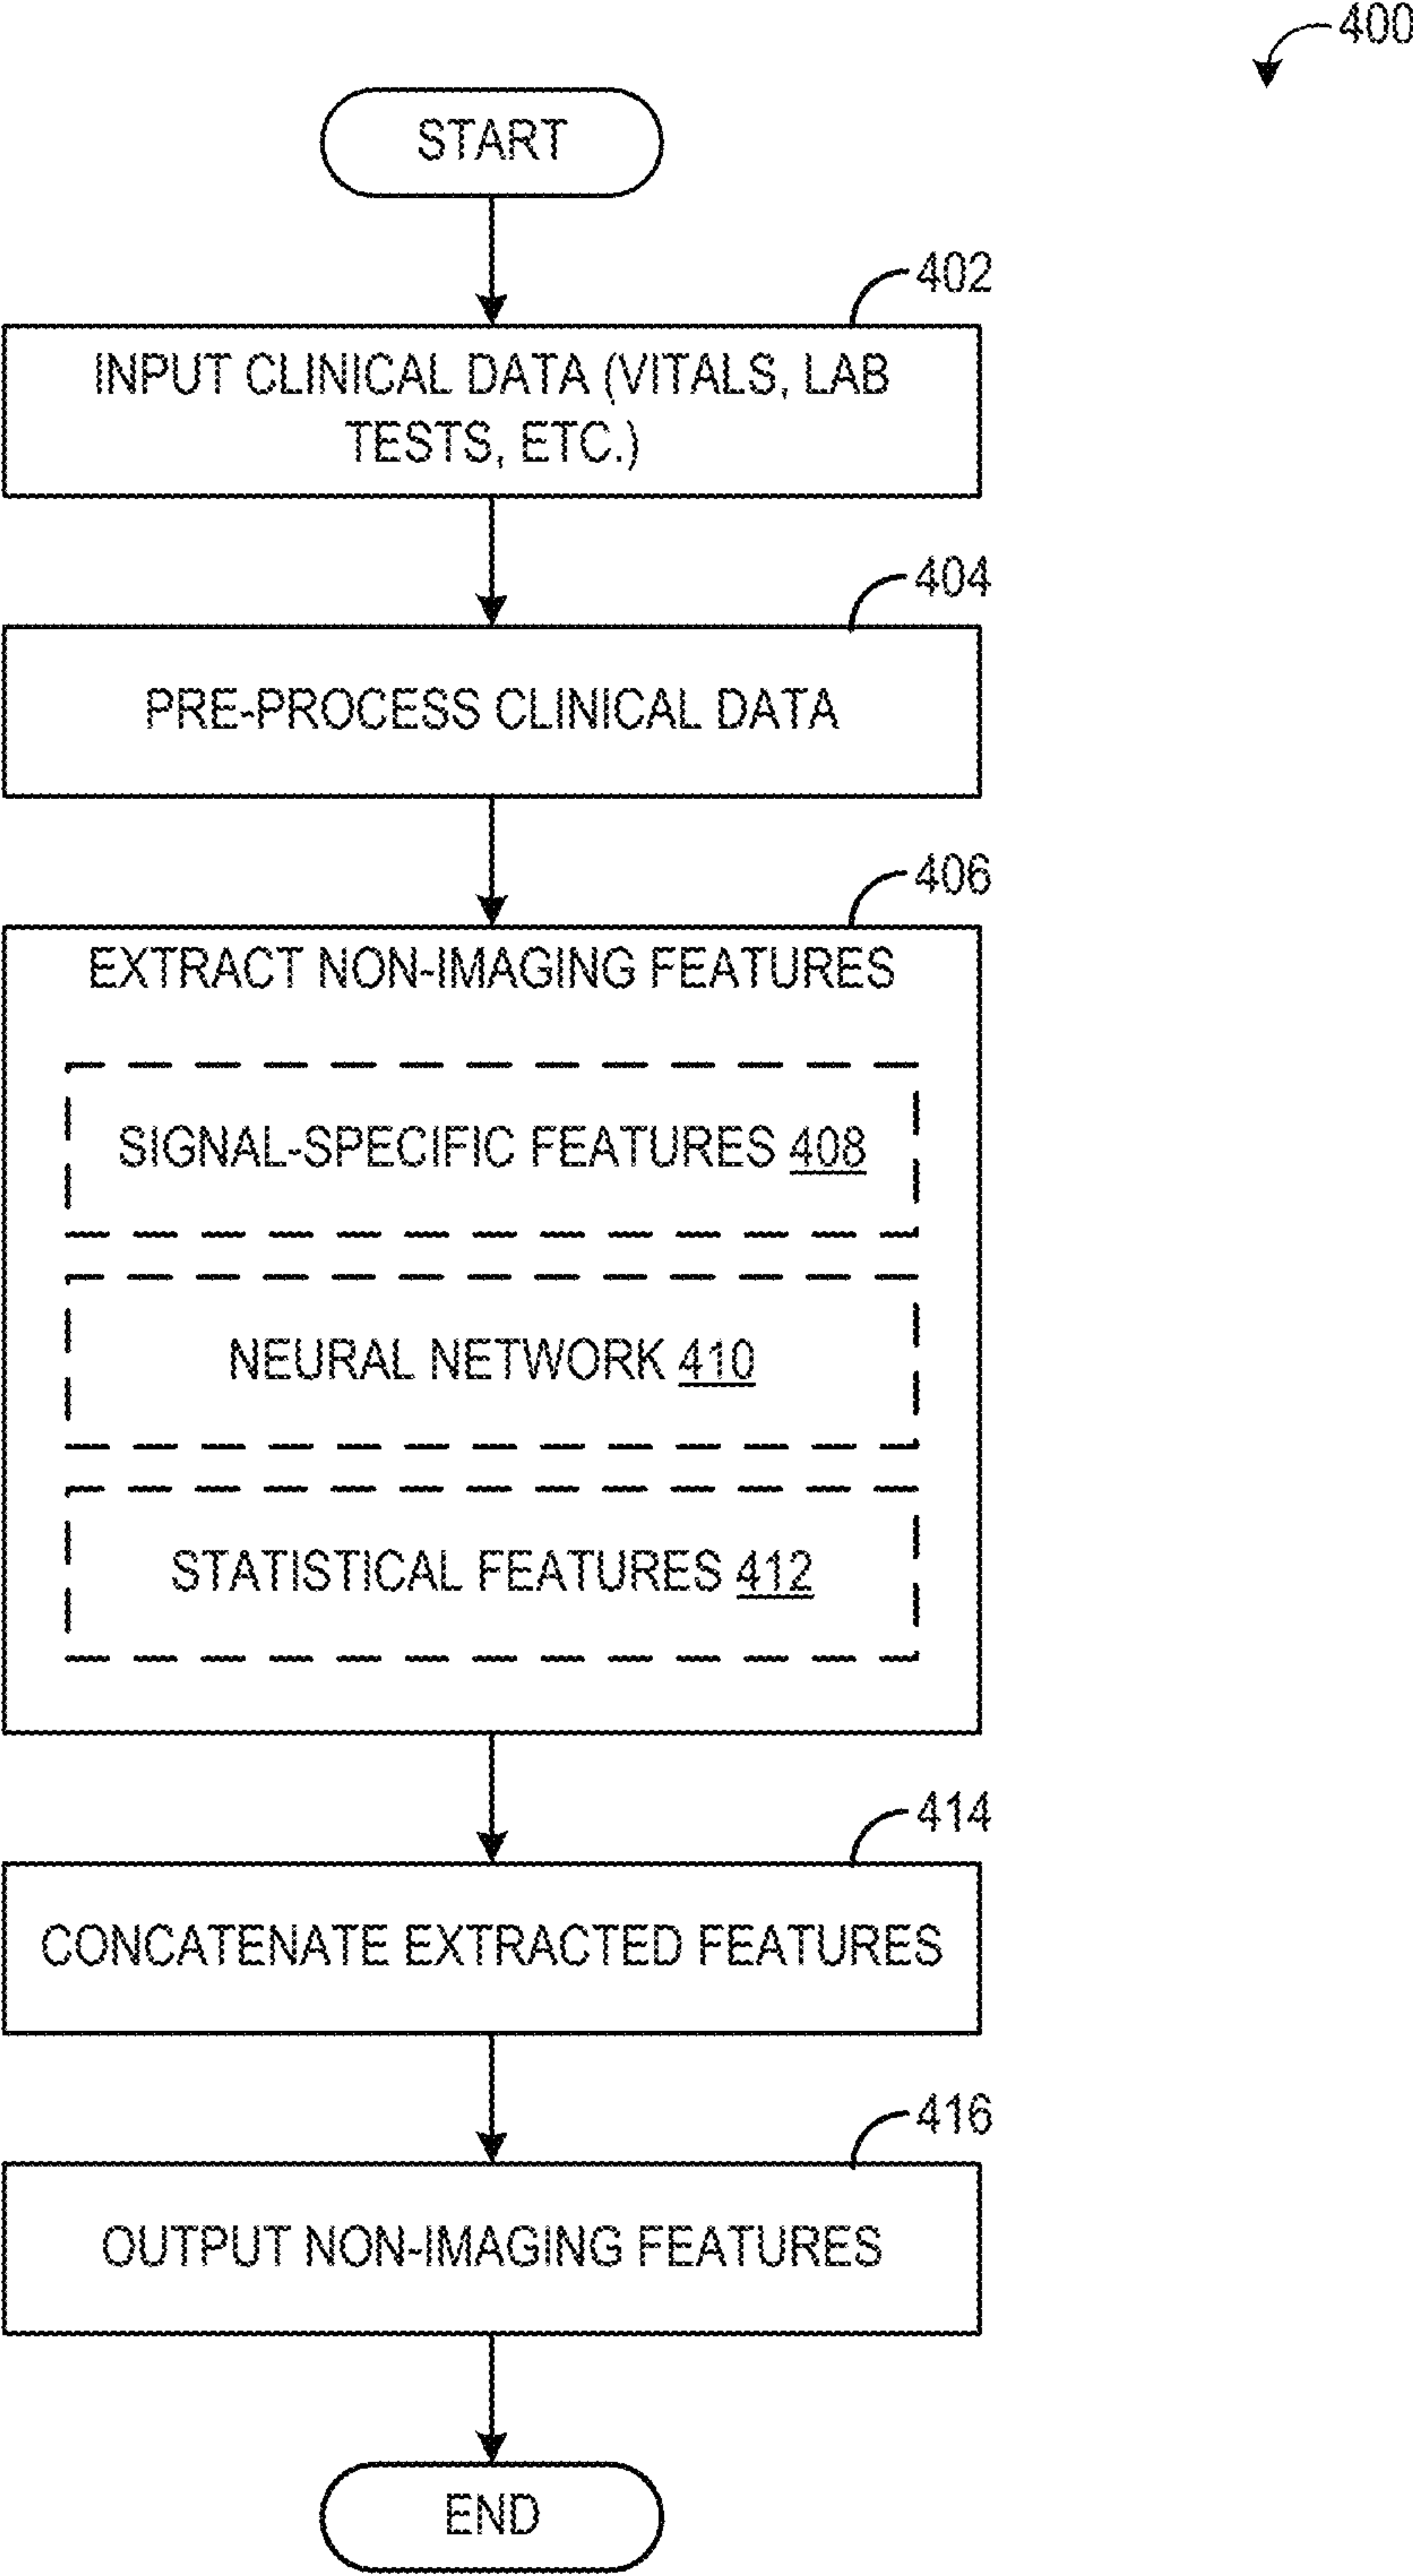 400
START
402
INPUT CLINICAL DATA (VITALS, LAB
TESTS, ETC.)
404
PRE-PROCESS CLINICAL DATA
406
EXTRACT NON-IMAGING FEATURES
SIGNAL-SPECIFIC FEATURES 408
NEURAL NETWORK 410
STATISTICAL FEATURES 412
414
CONCATENATE EXTRACTED FEATURES
416
OUTPUT NON-IMAGING FEATURES
END